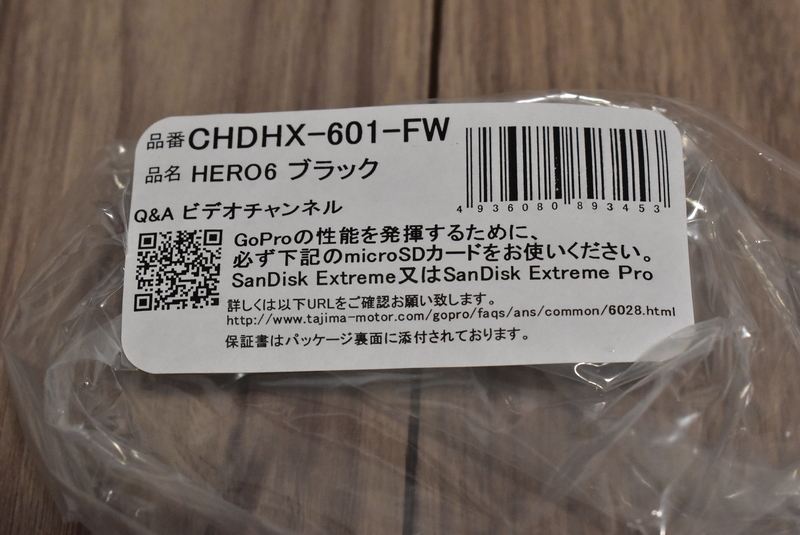 品番 CHDHX-601-FW
品名 HERO6 ブラック
4936080893453
Q&A ビデオチャンネル
GoProの性能を発揮するために、
必ず下記のmicroSDカードをお使いください。
SanDisk Extreme又はSanDisk Extreme Pro
詳しくは以下URLをご確認お願い致します。
http://www.tajima-motor.com/gopro/faqs/ans/common/6028.html
保証書はパッケージ裏面に添付されております。